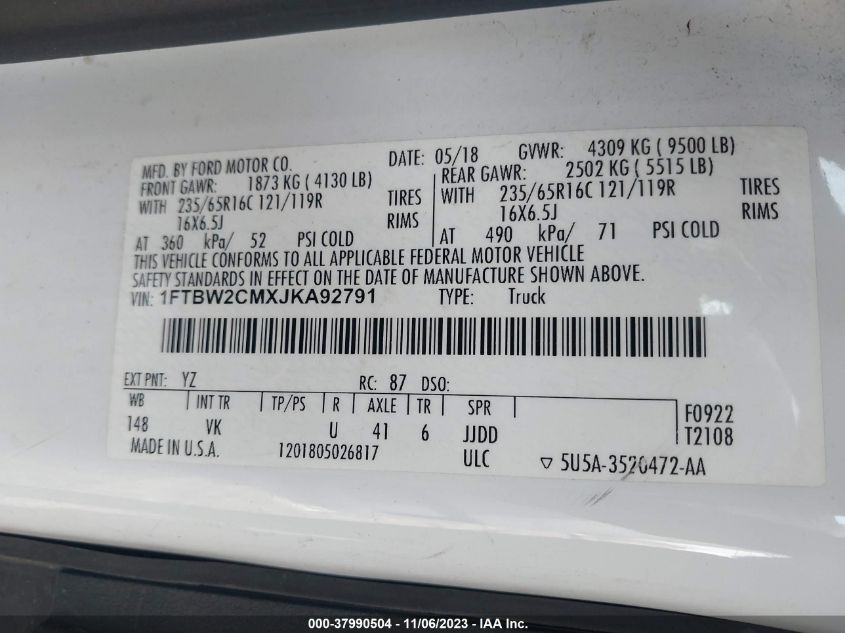 MFD. BY FORD MOTOR CO. DATE: 05/18 GVWR: 4309 KG ( 9500 LB)
FRONT GAWR: 1873 KG ( 4130 LB) REAR GAWR: 2502 KG ( 5515 LB)
WITH 235/65R16C 121/119R TIRES WITH 235/65R16C 121/119R TIRES
16X6.5J RIMS 16X6.5J RIMS
AT 360 kPa/ 52 PSI COLD AT 490 kPa/ 71 PSI COLD
THIS VEHICLE CONFORMS TO ALL APPLICABLE FEDERAL MOTOR VEHICLE
SAFETY STANDARDS IN EFFECT ON THE DATE OF MANUFACTURE SHOWN ABOVE.
VIN: 1FTBW2CMXJKA92791 TYPE: Truck
EXT PNT: YZ RC: 87 DSO:
WB INT TR TP/PS R AXLE TR SPR F0922
148 VK U 41 6 JJDD T2108
MADE IN U.S.A. 1201805026817 ULC ▽ 5U5A-3520472-AA
000-37990504 - 11/06/2023 - IAA Inc.